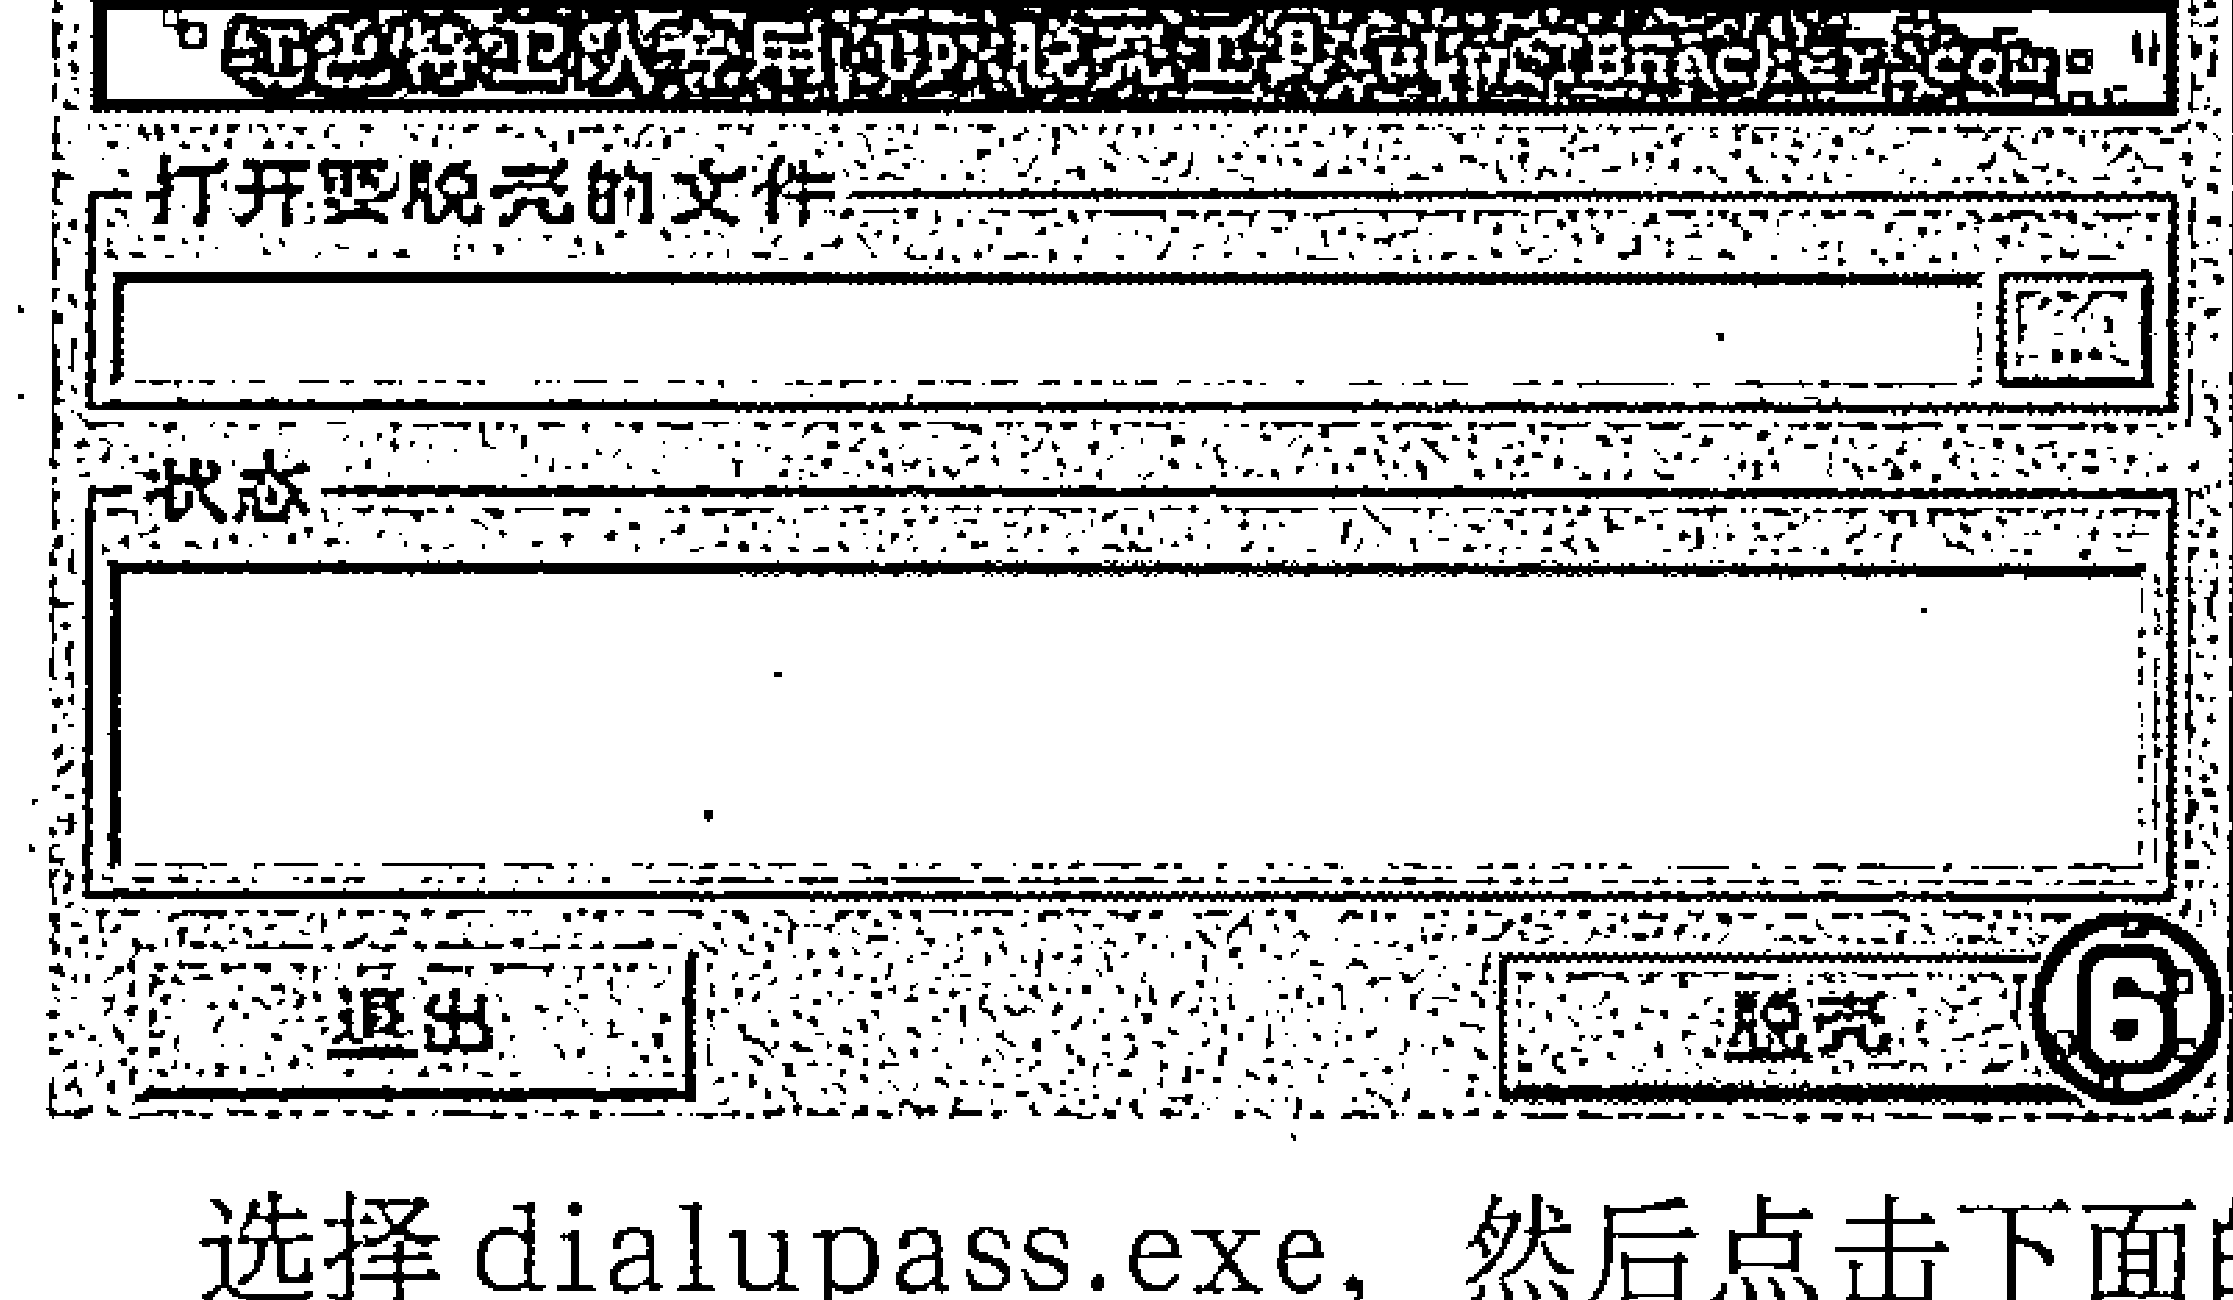 打开要脱壳的文件
...
状态
退出 脱壳 ⑥
选择dialupass.exe, 然后点击下面